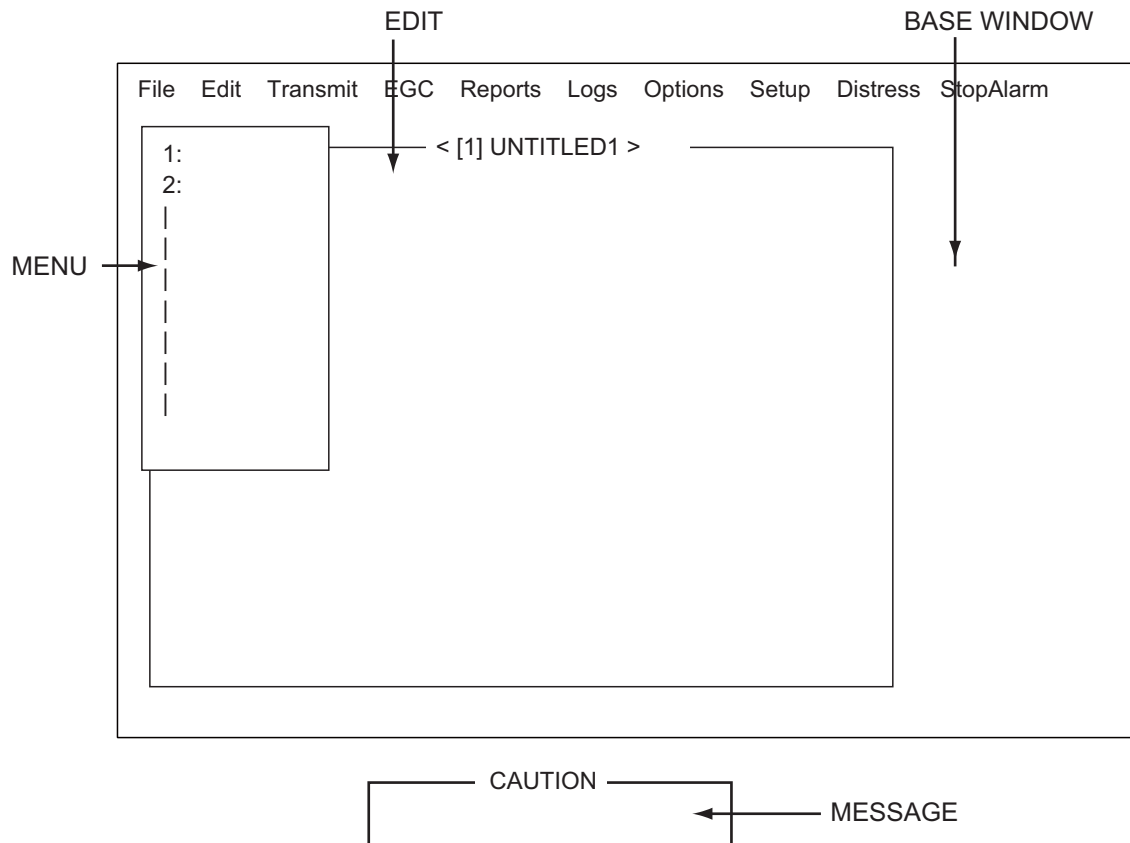 EDIT
BASE WINDOW
File Edit Transmit EGC Reports Logs Options Setup Distress StopAlarm
< [1] UNTITLED1 >
1:
2:
MENU
CAUTION
MESSAGE